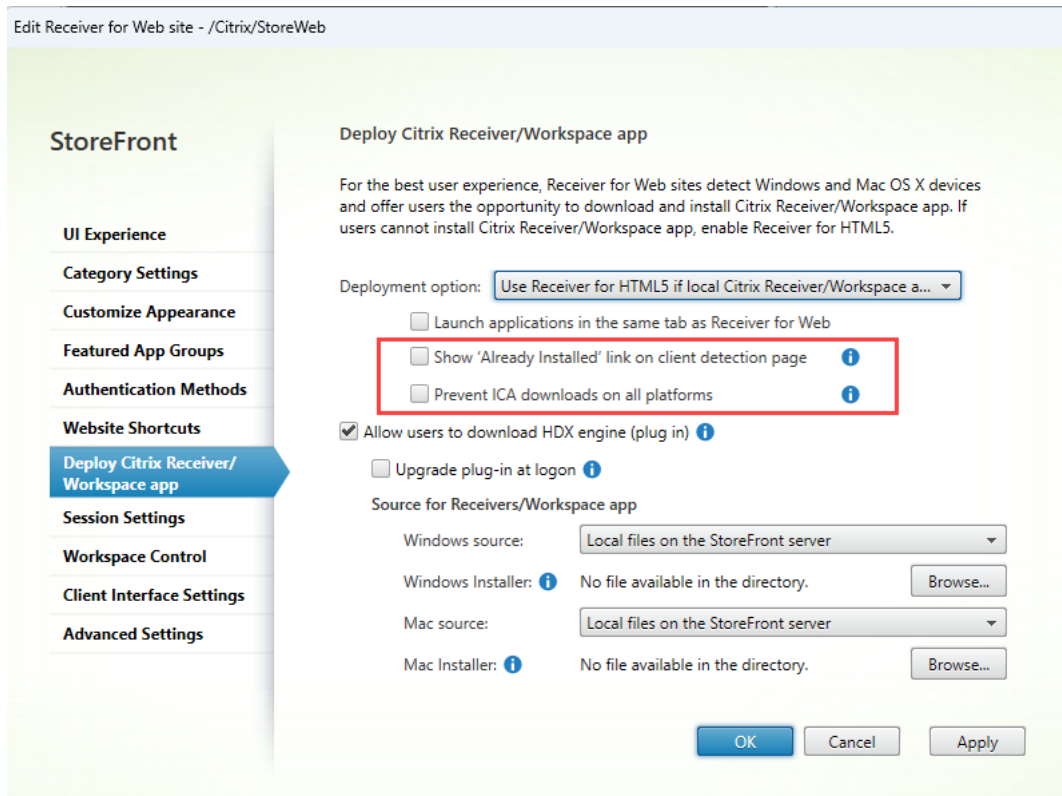 Edit Receiver for Web site - /Citrix/StoreWeb
StoreFront
UI Experience
Category Settings
Customize Appearance
Featured App Groups
Authentication Methods
Website Shortcuts
Deploy Citrix Receiver/
Workspace app
Session Settings
Workspace Control
Client Interface Settings
Advanced Settings
Deploy Citrix Receiver/Workspace app
For the best user experience, Receiver for Web sites detect Windows and Mac OS X devices
and offer users the opportunity to download and install Citrix Receiver/Workspace app. If
users cannot install Citrix Receiver/Workspace app, enable Receiver for HTML5.
Deployment option: Use Receiver for HTML5 if local Citrix Receiver/Workspace a...
Launch applications in the same tab as Receiver for Web
Show ‘Already Installed’ link on client detection page
Prevent ICA downloads on all platforms
Allow users to download HDX engine (plug in)
Upgrade plug-in at logon
Source for Receivers/Workspace app
Windows source: Local files on the StoreFront server
Windows Installer: No file available in the directory. Browse...
Mac source: Local files on the StoreFront server
Mac Installer: No file available in the directory. Browse...
OK Cancel Apply